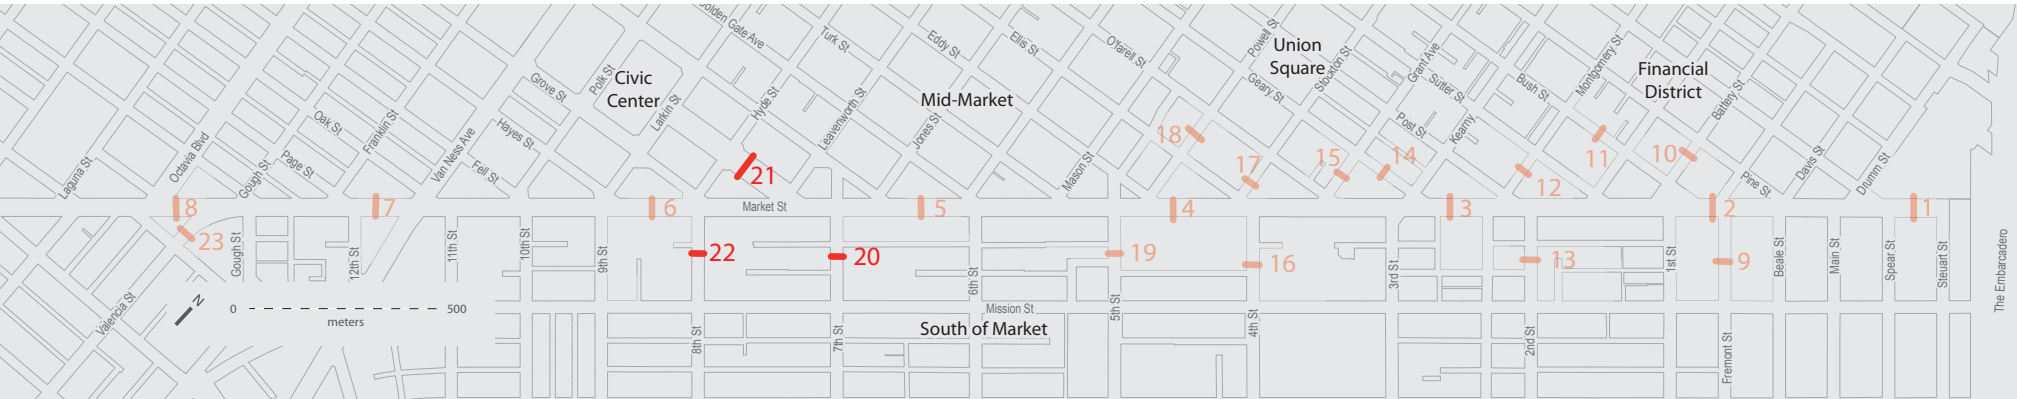 Golden Gate Ave
Turk St
Eddy St
Ellis St
O'farell St
Powell St
Union
Square
Stockton St
Grant Ave
Montgomery St
Financial
District
Grove St
Polk St
Civic
Center
Larkin St
Hyde St
Leavenworth St
Mid-Market
Jones St
Geary St
Sutter St
Bush St
Battery St
Oak St
Franklin St
Hayes St
Post St
Kearny
Octavia Blvd
Page St
Van Ness Ave
Fell St
Laguna St
Gough St
Mason St
Pine St
Davis St
Drumm St
18
17
15
14
11
10
12
21
8
7
6
Market St
5
4
3
2
1
23
22
20
19
16
13
9
Gough St
12th St
11th St
10th St
9th St
6th St
3rd St
1st St
Beale St
Main St
Spear St
Steuart St
The Embarcadero
Valencia St
N
0
500
meters
Mission St
South of Market
8th St
7th St
5th St
4th St
2nd St
Fremont St